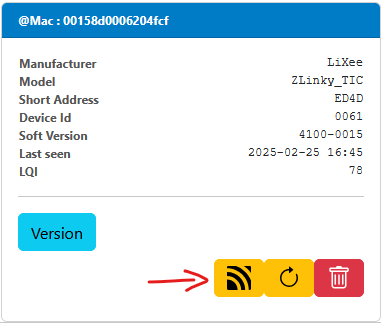 @Mac : 00158d0006204fcf
Manufacturer LiXee
Model ZLinky_TIC
Short Address ED4D
Device Id 0061
Soft Version 4100-0015
Last seen 2025-02-25 16:45
LQI 78
Version